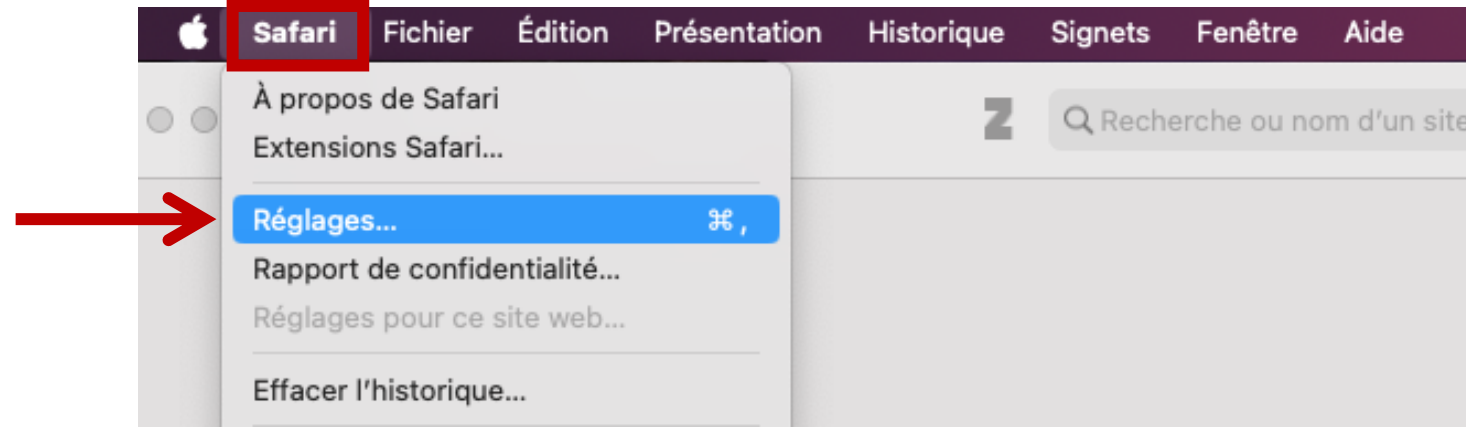 Safari Fichier Édition Présentation Historique Signets Fenêtre Aide
À propos de Safari
Z
Recherche ou nom d’un site
Extensions Safari...
Réglages... ⌘ ,
Rapport de confidentialité...
Réglages pour ce site web...
Effacer l’historique...